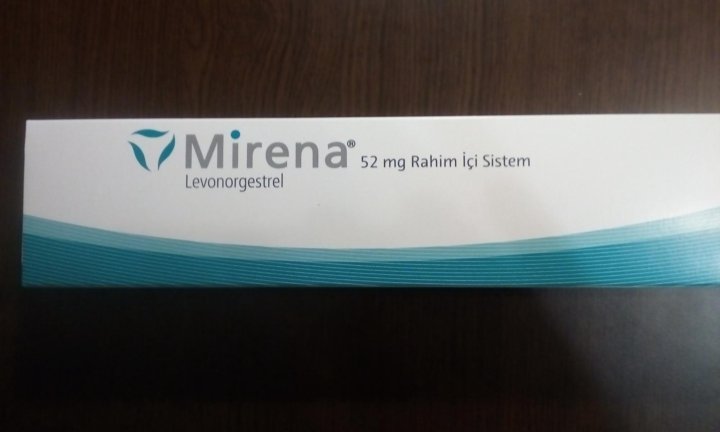 Mirena® 52 mg Rahim İçi Sistem
Levonorgestrel